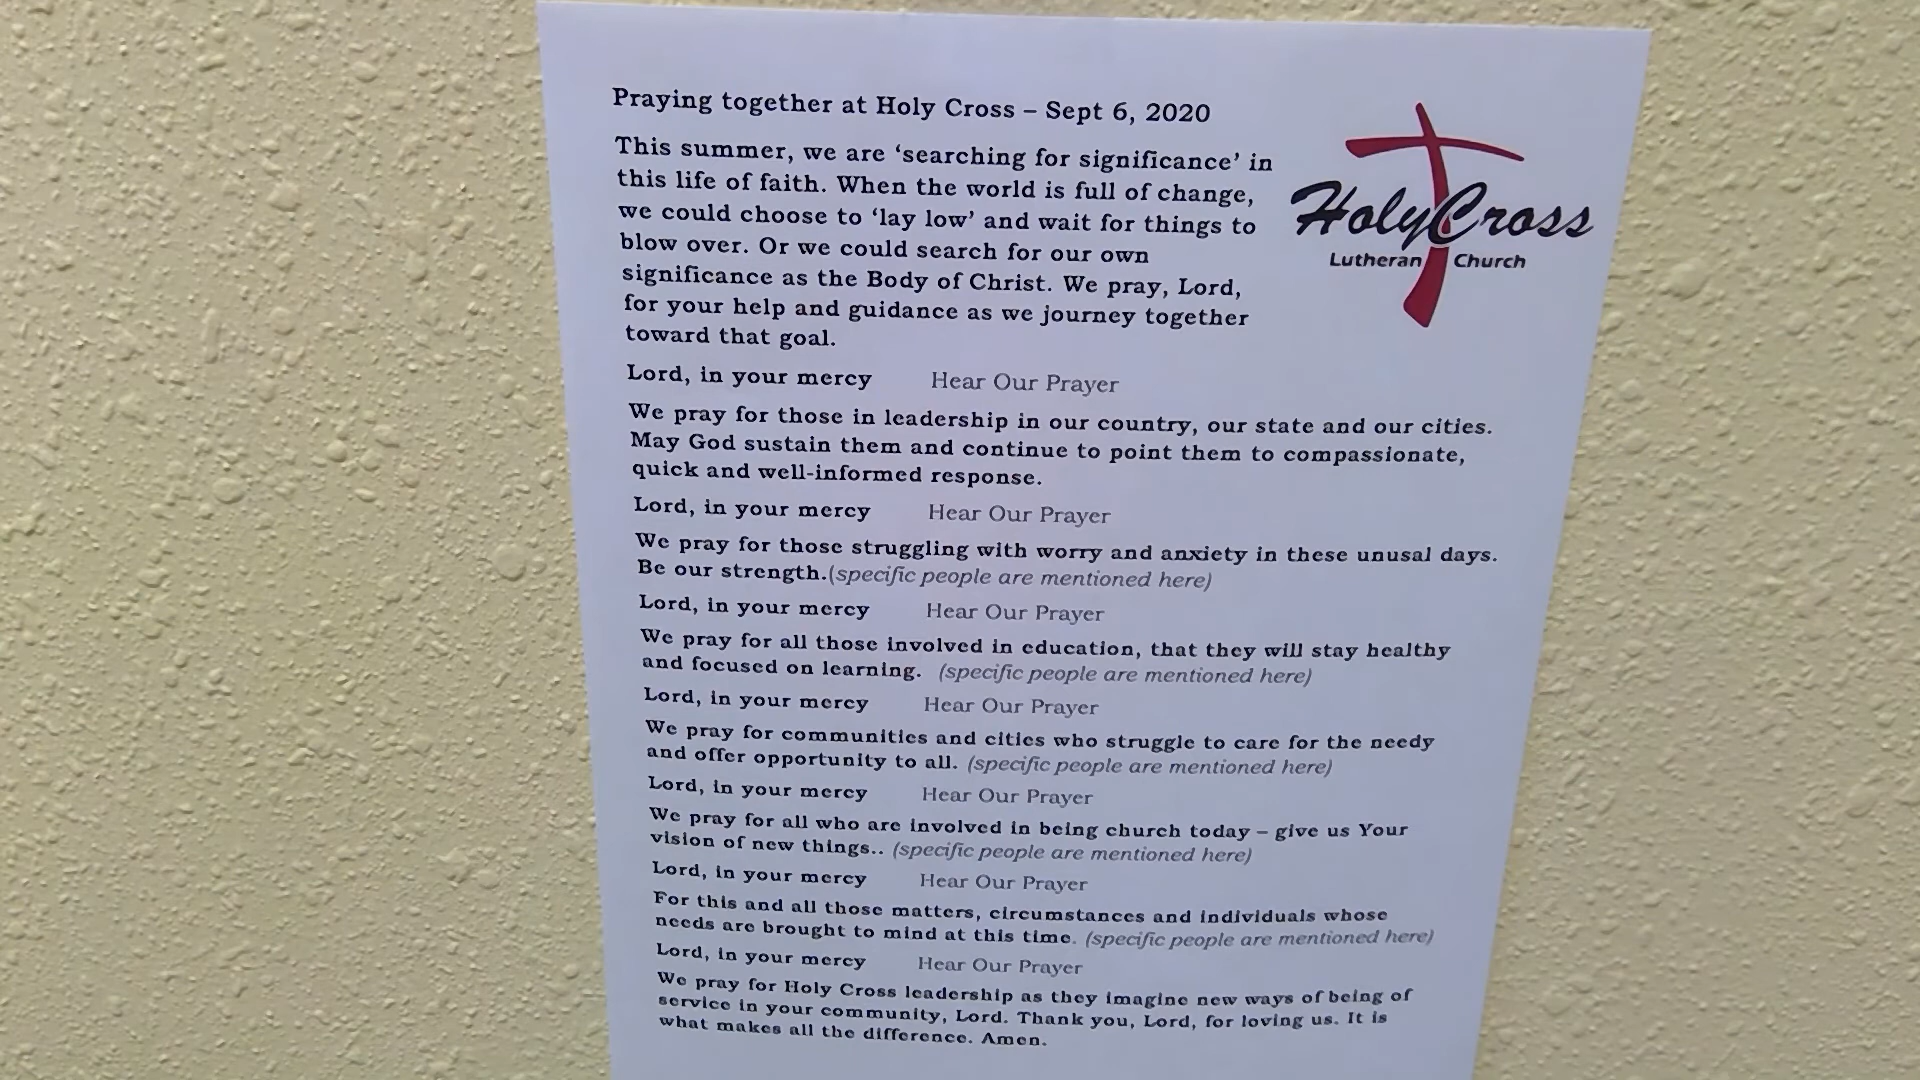 Praying together at Holy Cross – Sept 6, 2020
This summer, we are ‘searching for significance’ in
this life of faith. When the world is full of change,
we could choose to ‘lay low’ and wait for things to
blow over. Or we could search for our own
significance as the Body of Christ. We pray, Lord,
for your help and guidance as we journey together
toward that goal.
HolyCross
Lutheran Church
Lord, in your mercy Hear Our Prayer
We pray for those in leadership in our country, our state and our cities.
May God sustain them and continue to point them to compassionate,
quick and well-informed response.
Lord, in your mercy Hear Our Prayer
We pray for those struggling with worry and anxiety in these unusal days.
Be our strength.(specific people are mentioned here)
Lord, in your mercy Hear Our Prayer
We pray for all those involved in education, that they will stay healthy
and focused on learning. (specific people are mentioned here)
Lord, in your mercy Hear Our Prayer
We pray for communities and cities who struggle to care for the needy
and offer opportunity to all. (specific people are mentioned here)
Lord, in your mercy Hear Our Prayer
We pray for all who are involved in being church today – give us Your
vision of new things.. (specific people are mentioned here)
Lord, in your mercy Hear Our Prayer
For this and all those matters, circumstances and individuals whose
needs are brought to mind at this time. (specific people are mentioned here)
Lord, in your mercy Hear Our Prayer
We pray for Holy Cross leadership as they imagine new ways of being of
service in your community, Lord. Thank you, Lord, for loving us. It is
what makes all the difference. Amen.